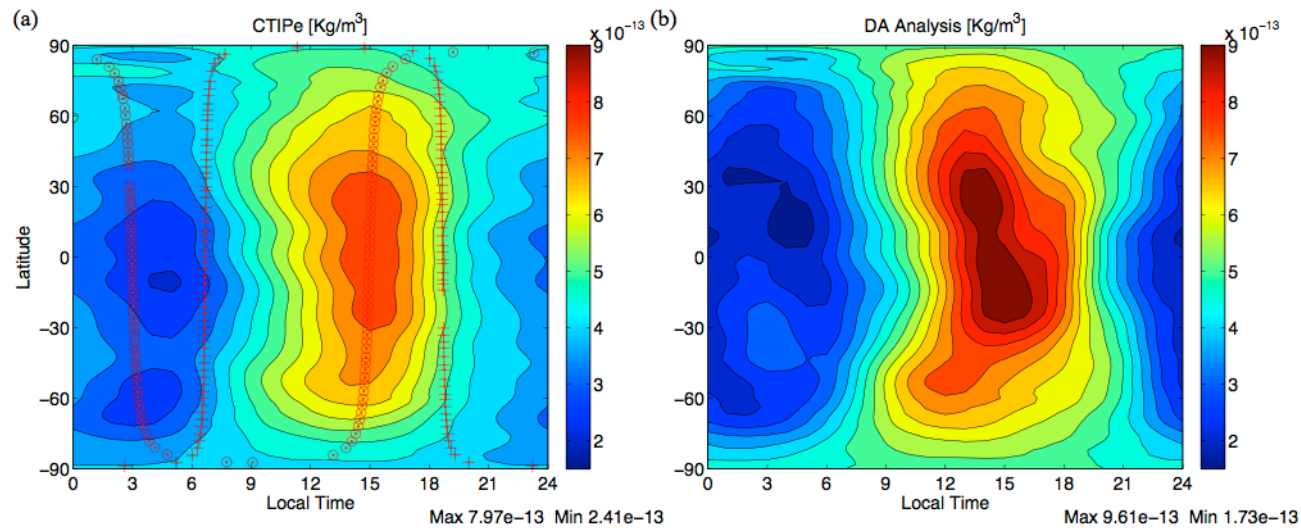 (a)
CTIPe [Kg/m³]
x 10⁻¹³
90
60
30
0
−30
−60
−90
Latitude
0 3 6 9 12 15 18 21 24
Local Time
9
8
7
6
5
4
3
2
Max 7.97e−13 Min 2.41e−13
(b)
DA Analysis [Kg/m³]
x 10⁻¹³
90
60
30
0
−30
−60
−90
0 3 6 9 12 15 18 21 24
Local Time
9
8
7
6
5
4
3
2
Max 9.61e−13 Min 1.73e−13